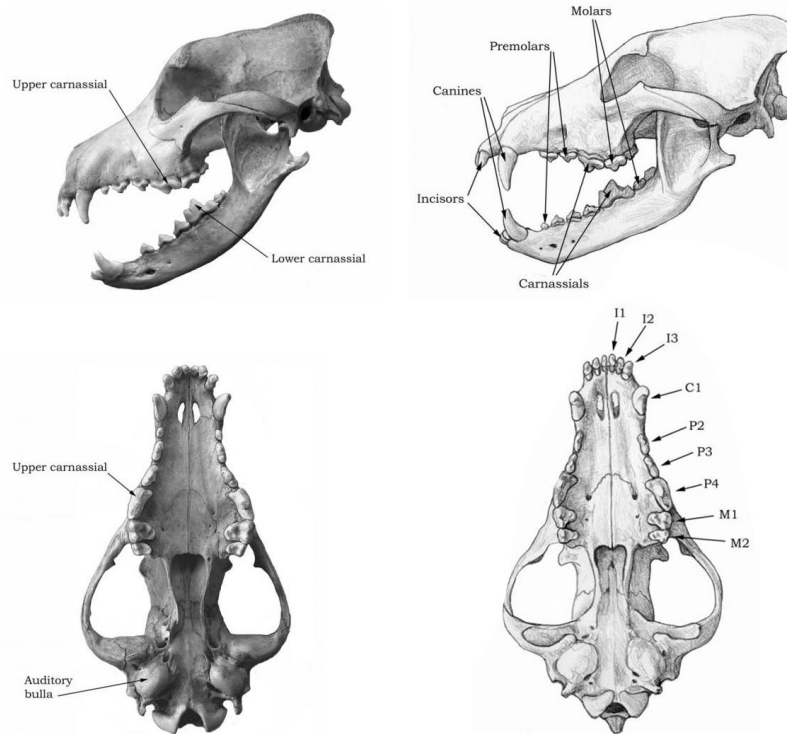 Upper carnassial
Lower carnassial
Molars
Premolars
Canines
Incisors
Carnassials
Upper carnassial
Auditory
bulla
I1
I2
I3
C1
P2
P3
P4
M1
M2